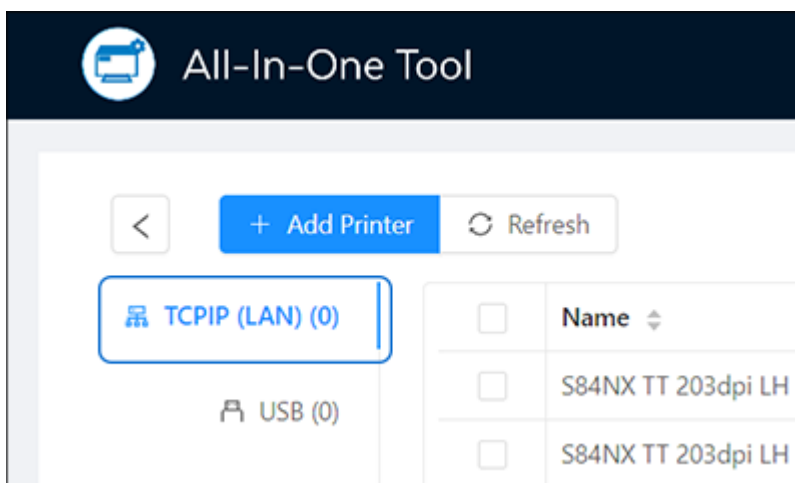 All-In-One Tool
+ Add Printer
Refresh
TCPIP (LAN) (0)
Name
USB (0)
S84NX TT 203dpi LH
S84NX TT 203dpi LH